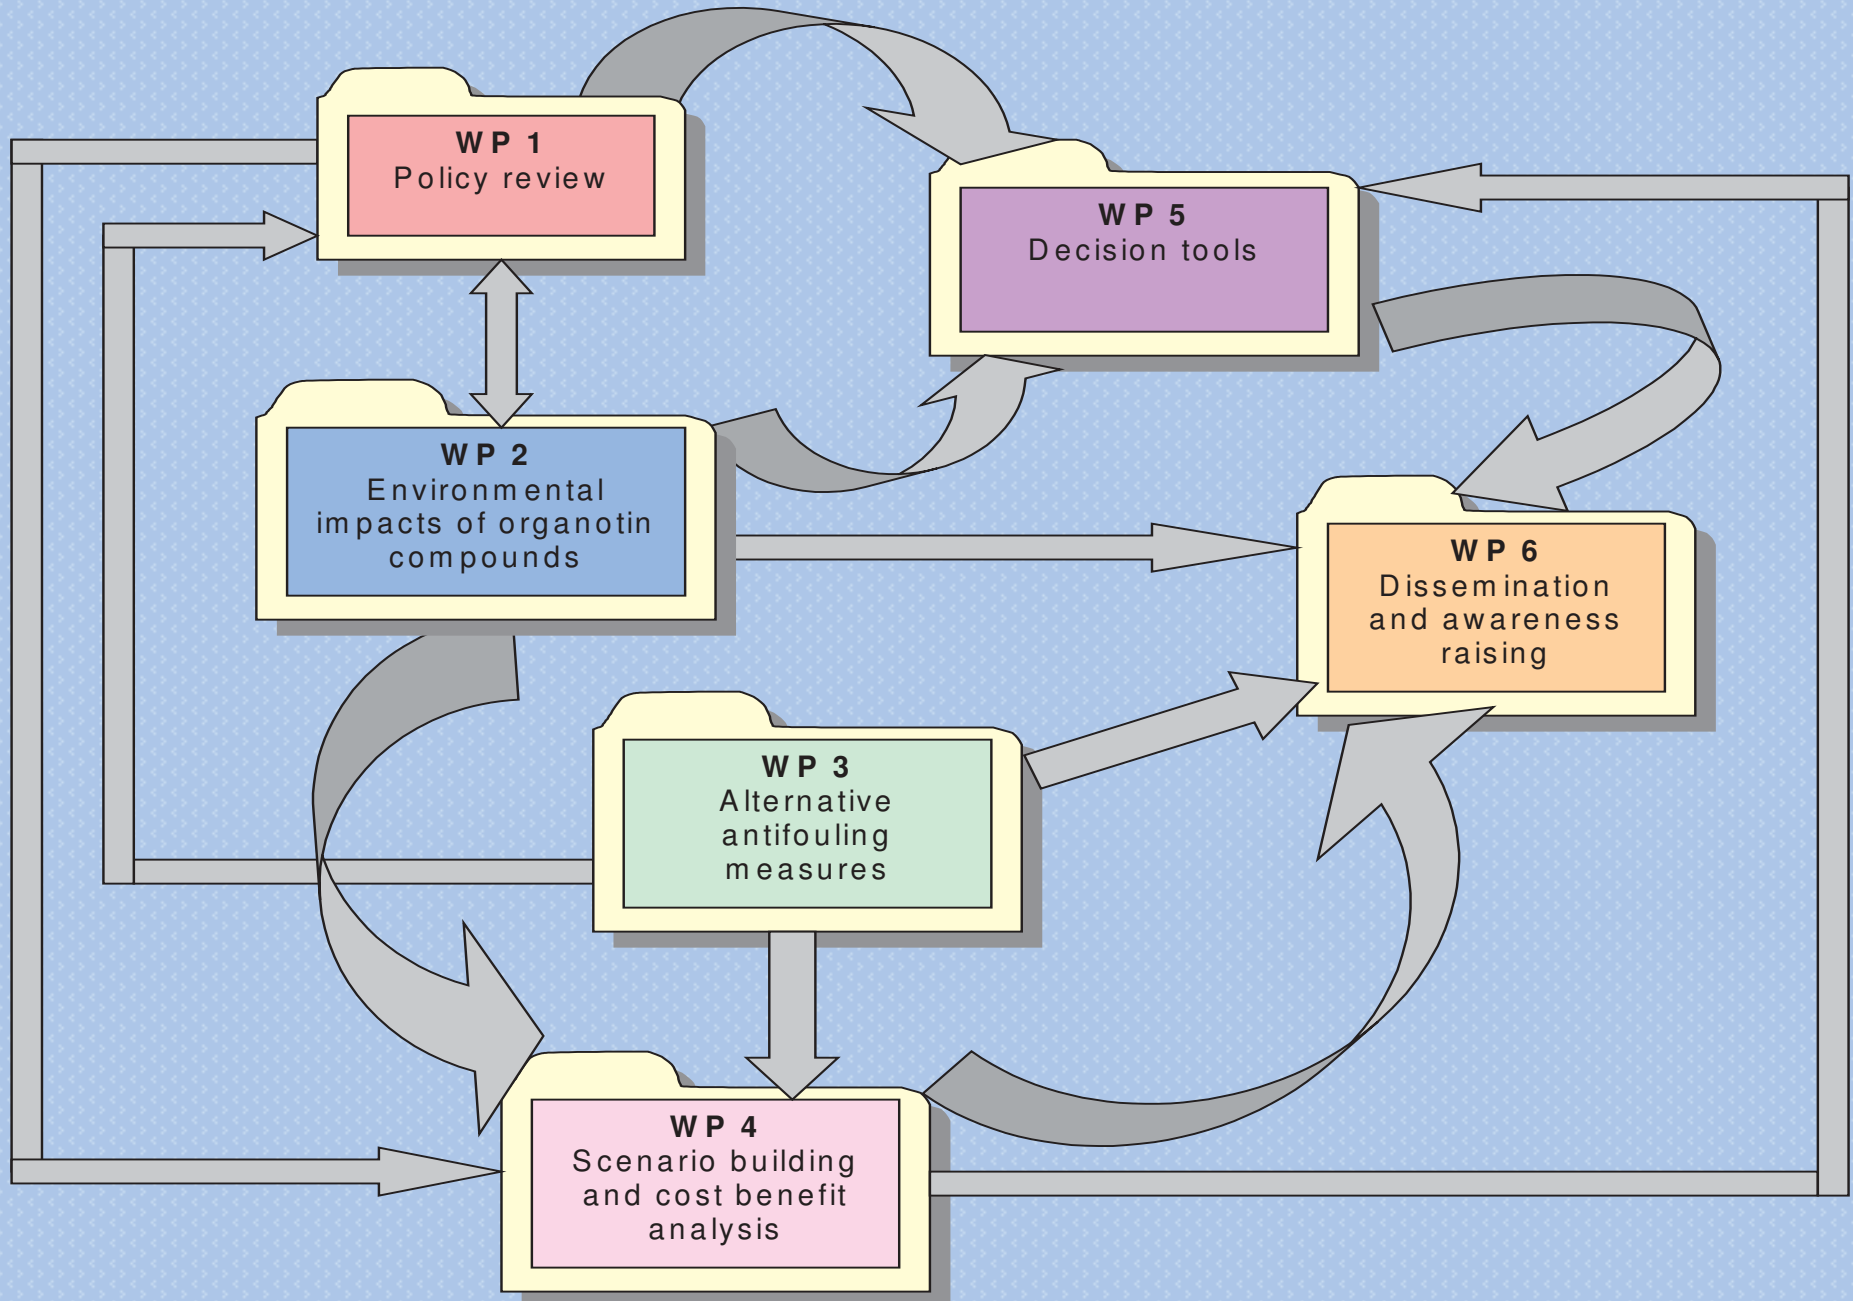 WP 1
Policy review
WP 5
Decision tools
WP 2
Environmental
impacts of organotin
compounds
WP 6
Dissemination
and awareness
raising
WP 3
Alternative
antifouling
measures
WP 4
Scenario building
and cost benefit
analysis